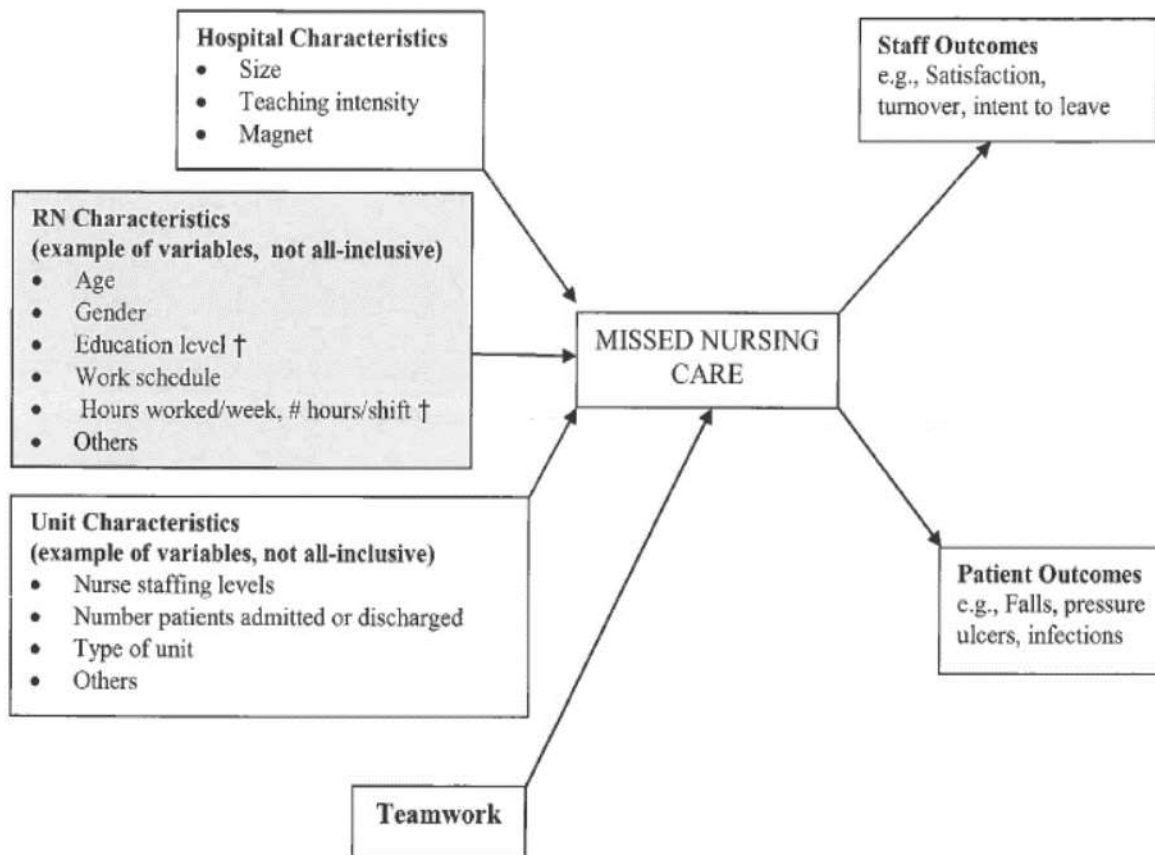 Hospital Characteristics
• Size
• Teaching intensity
• Magnet
Staff Outcomes
e.g., Satisfaction,
turnover, intent to leave
RN Characteristics
(example of variables, not all-inclusive)
• Age
• Gender
• Education level †
• Work schedule
• Hours worked/week, # hours/shift †
• Others
MISSED NURSING
CARE
Unit Characteristics
(example of variables, not all-inclusive)
• Nurse staffing levels
• Number patients admitted or discharged
• Type of unit
• Others
Patient Outcomes
e.g., Falls, pressure
ulcers, infections
Teamwork